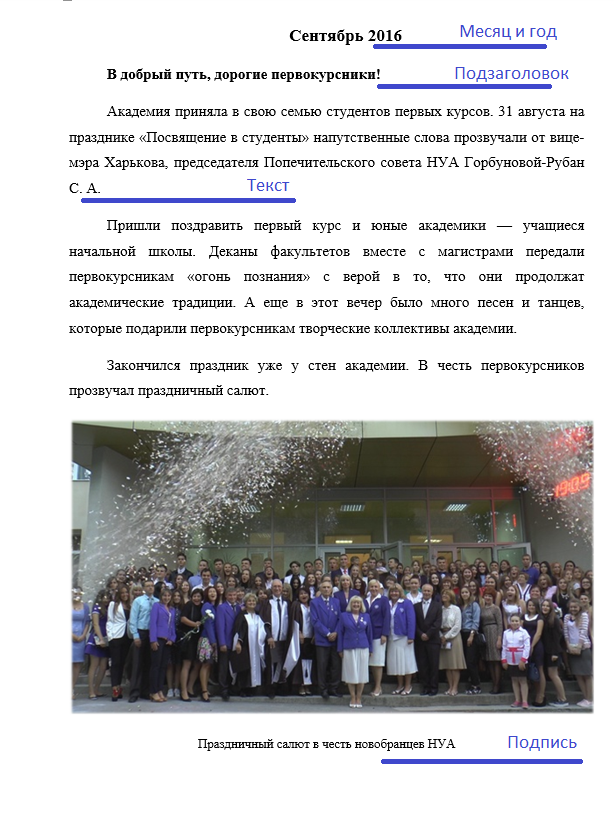 Сентябрь 2016 Месяц и год
В добрый путь, дорогие первокурсники! Подзаголовок
Академия приняла в свою семью студентов первых курсов. 31 августа на
празднике «Посвящение в студенты» напутственные слова прозвучали от вице-
мэра Харькова, председателя Попечительского совета НУА Горбуновой-Рубан
С. А. Текст
Пришли поздравить первый курс и юные академики — учащиеся
начальной школы. Деканы факультетов вместе с магистрами передали
первокурсникам «огонь познания» с верой в то, что они продолжат
академические традиции. А еще в этот вечер было много песен и танцев,
которые подарили первокурсникам творческие коллективы академии.
Закончился праздник уже у стен академии. В честь первокурсников
прозвучал праздничный салют.
19:09
Праздничный салют в честь новобранцев НУА Подпись